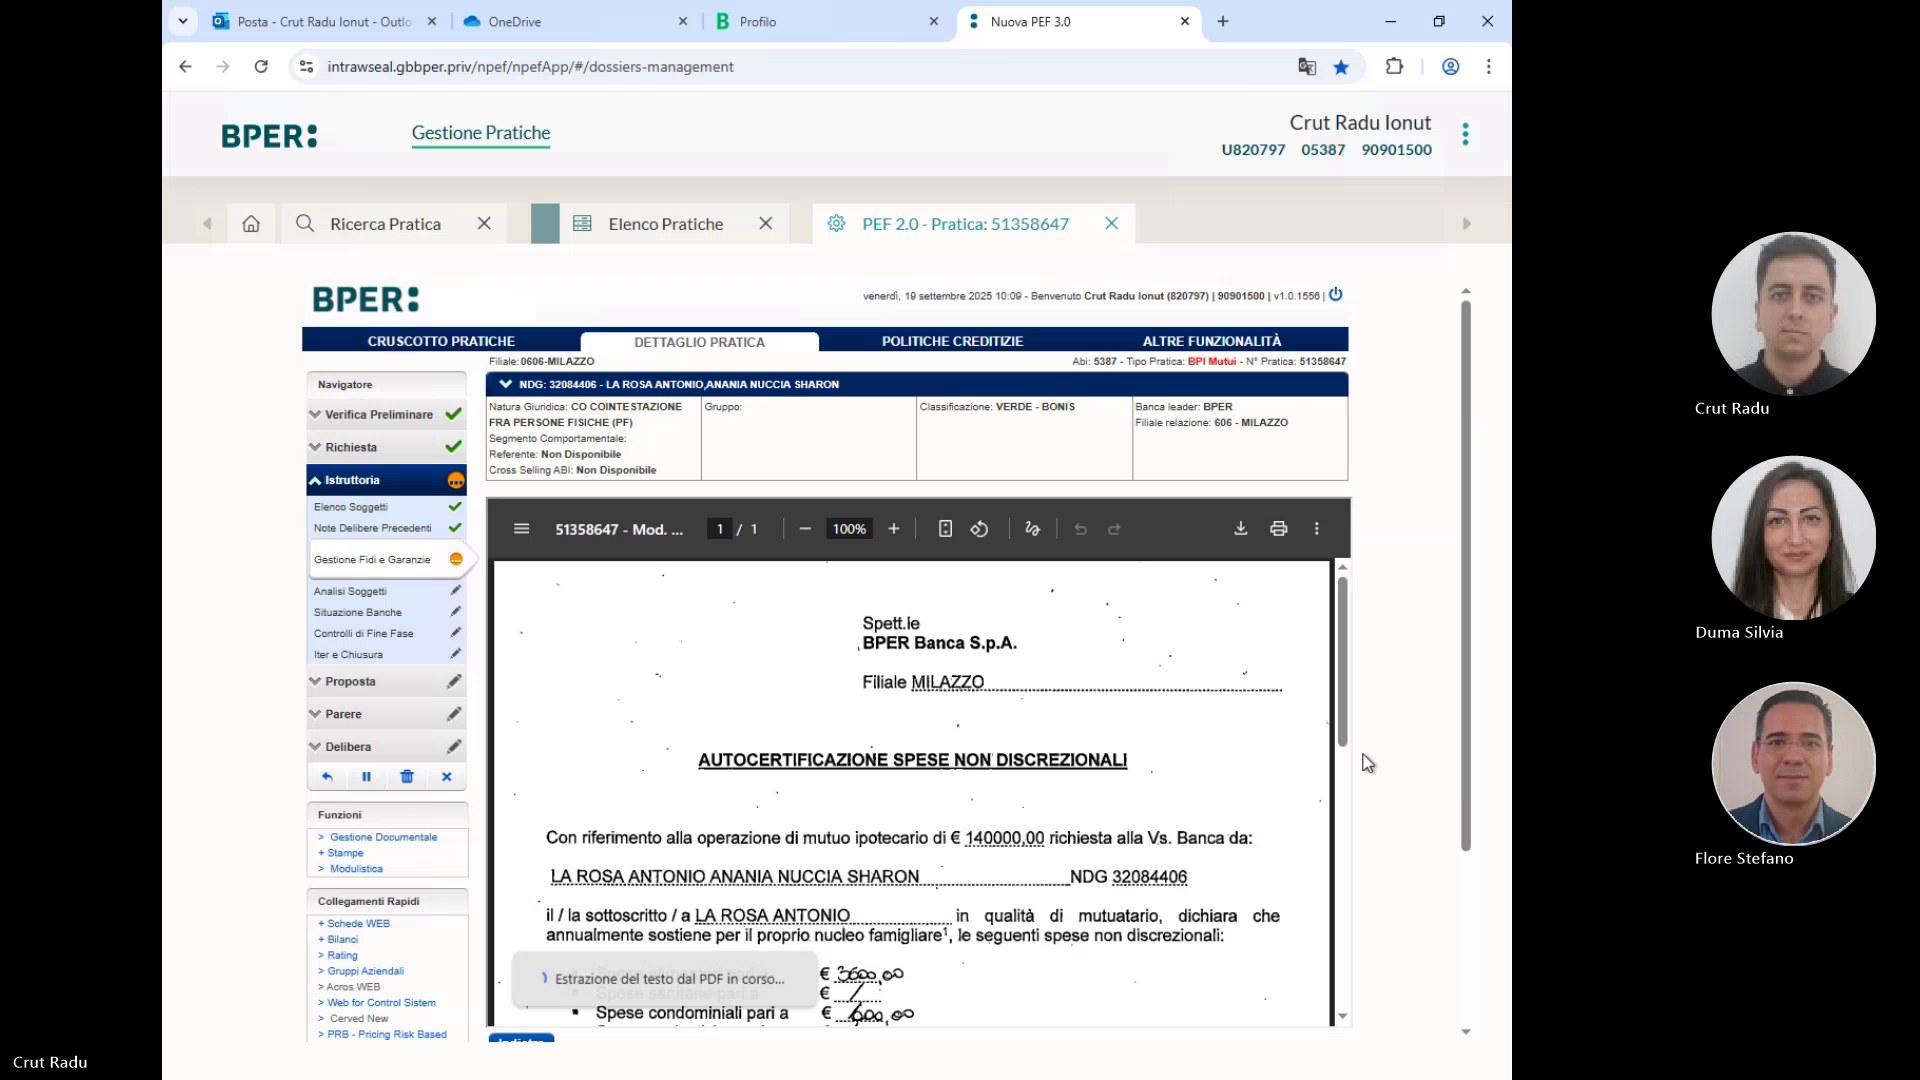 Posta - Crut Radu Ionut - Outlo
OneDrive
Profilo
Nuova PEF 3.0
intrawseal.gbbper.priv/npef/npefApp/#/dossiers-management
BPER:
Gestione Pratiche
Crut Radu Ionut
U820797 05387 90901500
Ricerca Pratica
Elenco Pratiche
PEF 2.0 - Pratica: 51358647
BPER:
venerdì, 19 settembre 2025 10:09 - Benvenuto Crut Radu Ionut (820797) | 90901500 | v1.0.1556 |
CRUSCOTTO PRATICHE
DETTAGLIO PRATICA
POLITICHE CREDITIZIE
ALTRE FUNZIONALITÀ
Filiale: 0606-MILAZZO
Abi: 5387 - Tipo Pratica: BPI Mutui - N° Pratica: 51358647
NDG: 32084406 - LA ROSA ANTONIO,ANANIA NUCCIA SHARON
Natura Giuridica: CO COINTESTAZIONE
FRA PERSONE FISICHE (PF)
Segmento Comportamentale:
Referente: Non Disponibile
Cross Selling ABI: Non Disponibile
Gruppo:
Classificazione: VERDE - BONIS
Banca leader: BPER
Filiale relazione: 606 - MILAZZO
Navigatore
Verifica Preliminare
Richiesta
Istruttoria
Elenco Soggetti
Note Delibere Precedenti
Gestione Fidi e Garanzie
Analisi Soggetti
Situazione Banche
Controlli di Fine Fase
Iter e Chiusura
Proposta
Parere
Delibera
Funzioni
> Gestione Documentale
+ Stampe
> Modulistica
Collegamenti Rapidi
+ Schede WEB
+ Bilanci
> Rating
> Gruppi Aziendali
> Acros WEB
> Web for Control Sistem
> Cerved New
> PRB - Pricing Risk Based
51358647 - Mod. ...
1 / 1
100%
Spett.le
BPER Banca S.p.A.
Filiale MILAZZO
AUTOCERTIFICAZIONE SPESE NON DISCREZIONALI
Con riferimento alla operazione di mutuo ipotecario di € 140000,00 richiesta alla Vs. Banca da:
LA ROSA ANTONIO ANANIA NUCCIA SHARON NDG 32084406
il / la sottoscritto / a LA ROSA ANTONIO in qualità di mutuatario, dichiara che
annualmente sostiene per il proprio nucleo famigliare¹, le seguenti spese non discrezionali:
€ 3600,00
Estrazione del testo dal PDF in corso...
Spese sanitarie pari a € /
Spese condominiali pari a € 600,00
Indietro
Crut Radu
Duma Silvia
Flore Stefano
Crut Radu